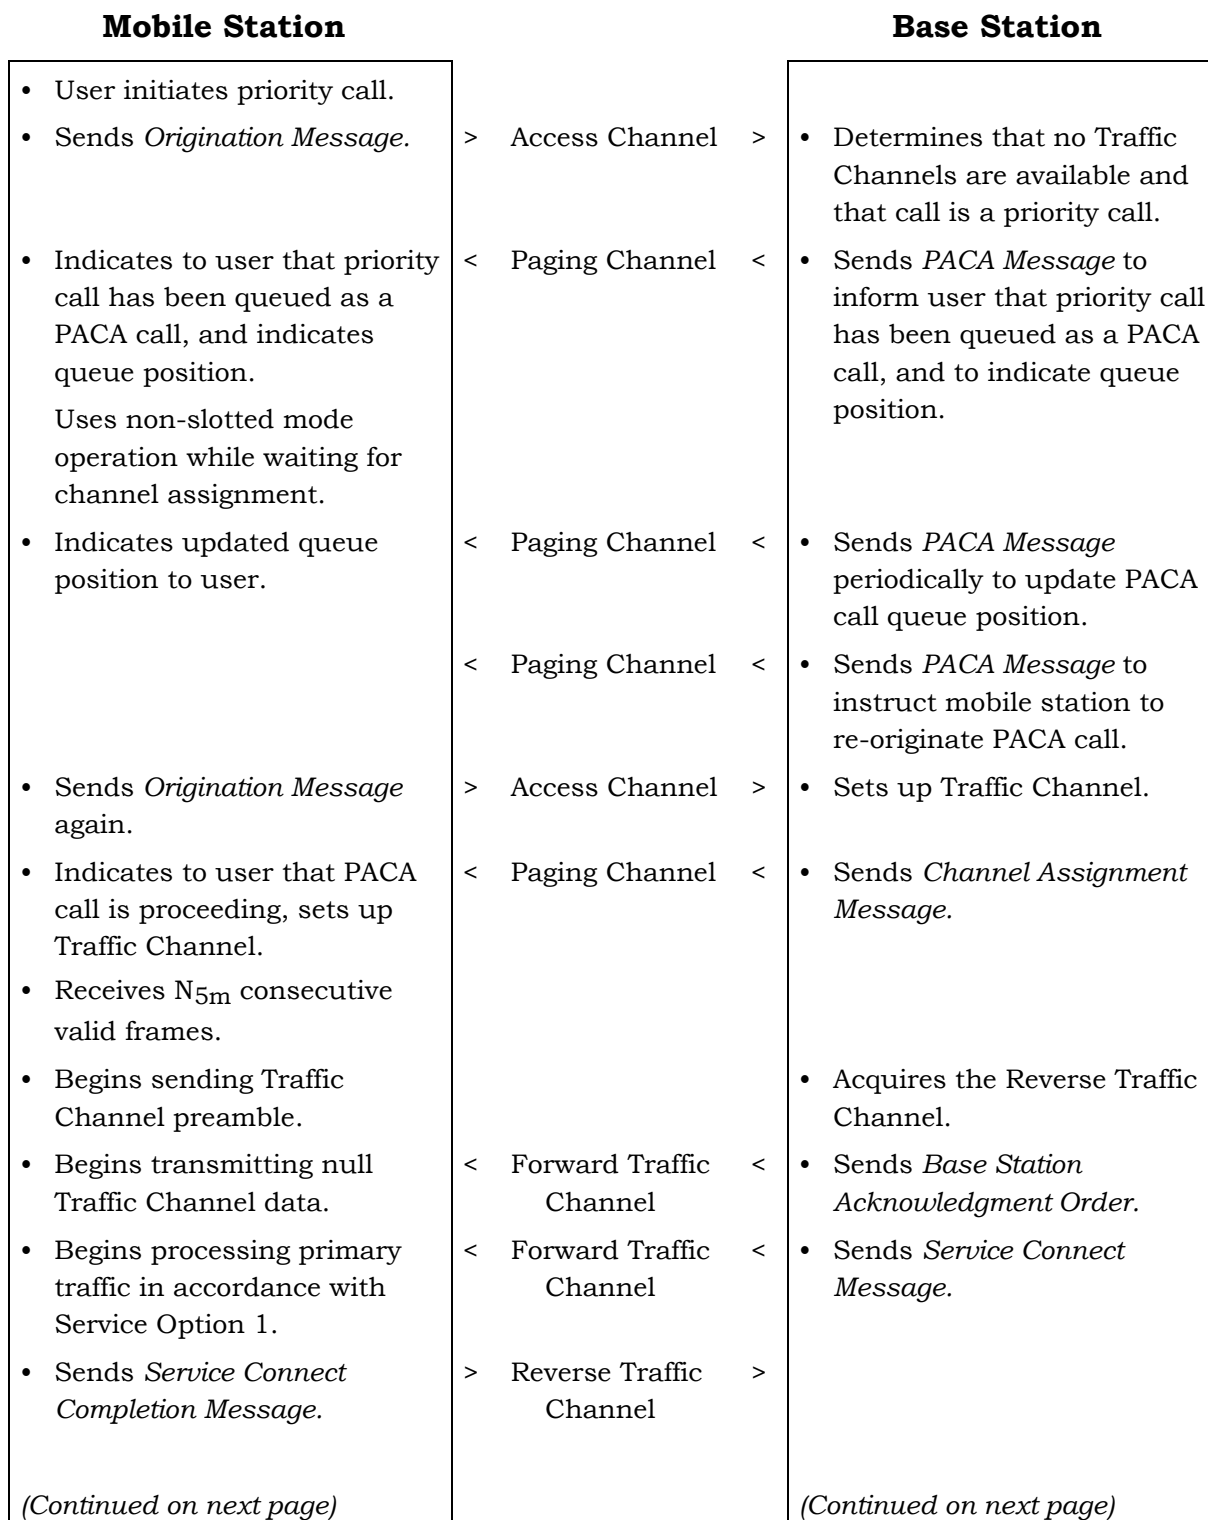 Mobile Station Base Station
• User initiates priority call.
• Sends Origination Message. > Access Channel > • Determines that no Traffic
Channels are available and
that call is a priority call.
• Indicates to user that priority < Paging Channel < • Sends PACA Message to
call has been queued as a inform user that priority call
PACA call, and indicates has been queued as a PACA
queue position. call, and to indicate queue
Uses non-slotted mode position.
operation while waiting for
channel assignment.
• Indicates updated queue < Paging Channel < • Sends PACA Message
position to user. periodically to update PACA
call queue position.
< Paging Channel < • Sends PACA Message to
instruct mobile station to
re-originate PACA call.
• Sends Origination Message > Access Channel > • Sets up Traffic Channel.
again.
• Indicates to user that PACA < Paging Channel < • Sends Channel Assignment
call is proceeding, sets up Message.
Traffic Channel.
• Receives N5m consecutive
valid frames.
• Begins sending Traffic • Acquires the Reverse Traffic
Channel preamble. Channel.
• Begins transmitting null < Forward Traffic < • Sends Base Station
Traffic Channel data. Channel Acknowledgment Order.
• Begins processing primary < Forward Traffic < • Sends Service Connect
traffic in accordance with Channel Message.
Service Option 1.
• Sends Service Connect > Reverse Traffic >
Completion Message. Channel
(Continued on next page) (Continued on next page)